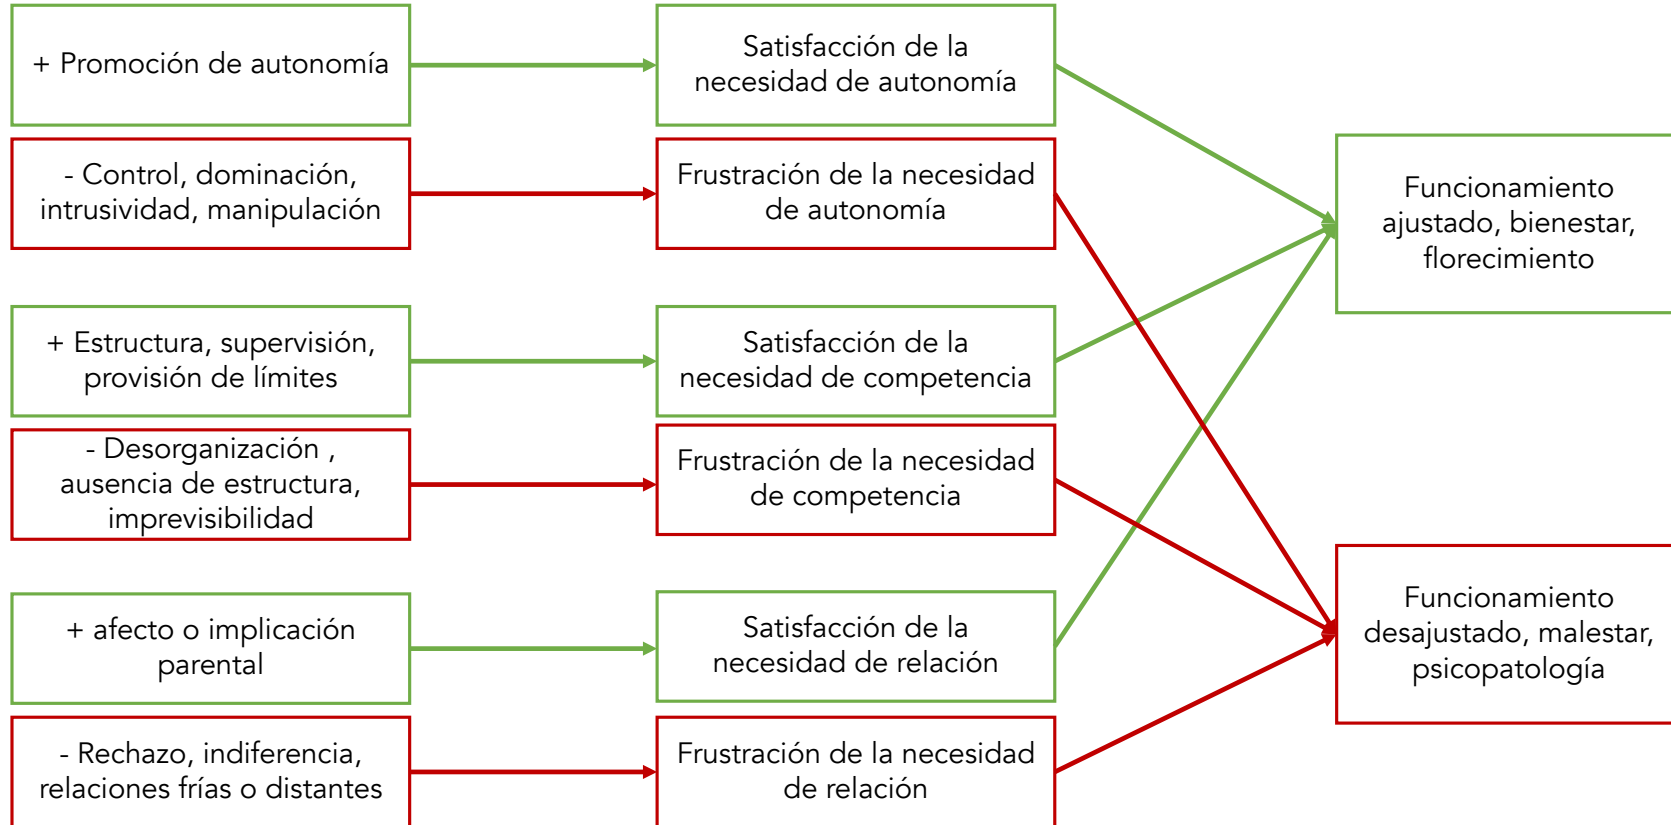 + Promoción de autonomía
Satisfacción de la
necesidad de autonomía
- Control, dominación,
intrusividad, manipulación
Frustración de la necesidad
de autonomía
Funcionamiento
ajustado, bienestar,
florecimiento
+ Estructura, supervisión,
provisión de límites
Satisfacción de la
necesidad de competencia
- Desorganización ,
ausencia de estructura,
imprevisibilidad
Frustración de la necesidad
de competencia
+ afecto o implicación
parental
Satisfacción de la
necesidad de relación
Funcionamiento
desajustado, malestar,
psicopatología
- Rechazo, indiferencia,
relaciones frías o distantes
Frustración de la necesidad
de relación